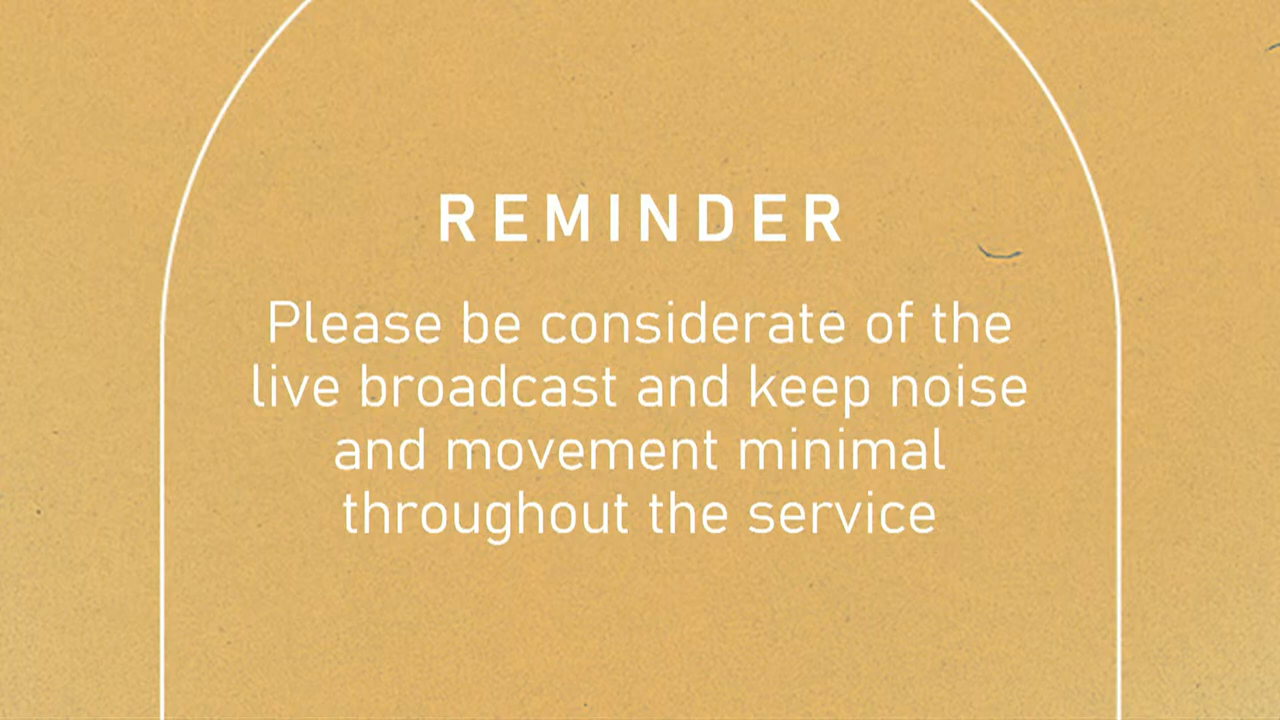 REMINDER
Please be considerate of the
live broadcast and keep noise
and movement minimal
throughout the service